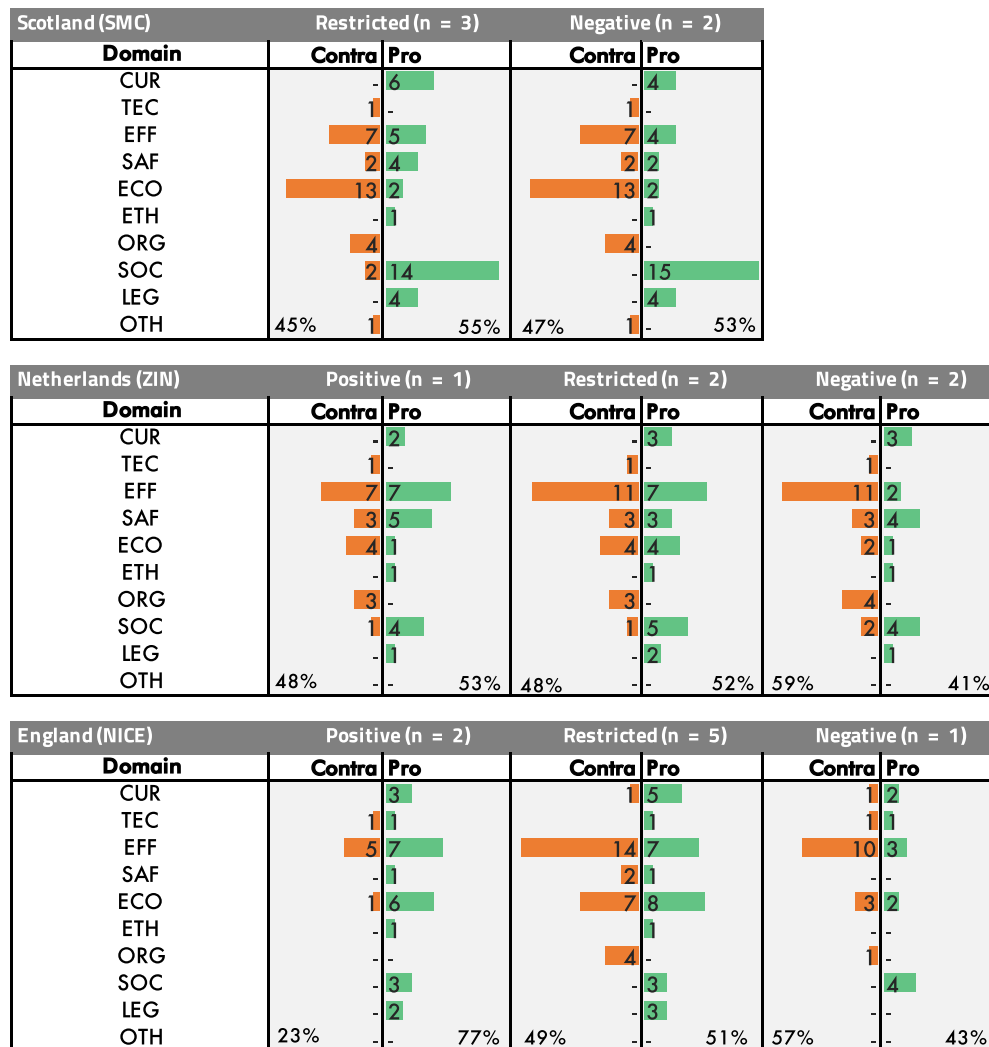 Scotland (SMC) Restricted (n = 3) Negative (n = 2)
Domain Contra Pro Contra Pro
CUR - 6 - 4
TEC 1 - 1
EFF 7 5 7 4
SAF 2 4 2 2
ECO 13 2 13 2
ETH - 1 - 1
ORG 4 4 -
SOC 2 14 - 15
LEG - 4 - 4
OTH 45% 1 55% 47% 1 - 53%
Netherlands (ZIN) Positive (n = 1) Restricted (n = 2) Negative (n = 2)
Domain Contra Pro Contra Pro Contra Pro
CUR - 2 - 3 - 3
TEC 1 - 1 - 1 -
EFF 7 7 11 7 11 2
SAF 3 5 3 3 3 4
ECO 4 1 4 4 2 1
ETH - 1 - 1 - 1
ORG 3 - 3 - 4 -
SOC 1 4 1 5 2 4
LEG - 1 - 2 - 1
OTH 48% - - 53% 48% - - 52% 59% - - 41%
England (NICE) Positive (n = 2) Restricted (n = 5) Negative (n = 1)
Domain Contra Pro Contra Pro Contra Pro
CUR - 3 1 5 1 2
TEC 1 1 - 1 1 1
EFF 5 7 14 7 10 3
SAF - 1 2 1 - -
ECO 1 6 7 8 3 2
ETH - 1 - 1 - -
ORG - - 4 - 1 -
SOC - 3 - 3 - 4
LEG - 2 - 3 - -
OTH 23% - - 77% 49% - - 51% 57% - - 43%